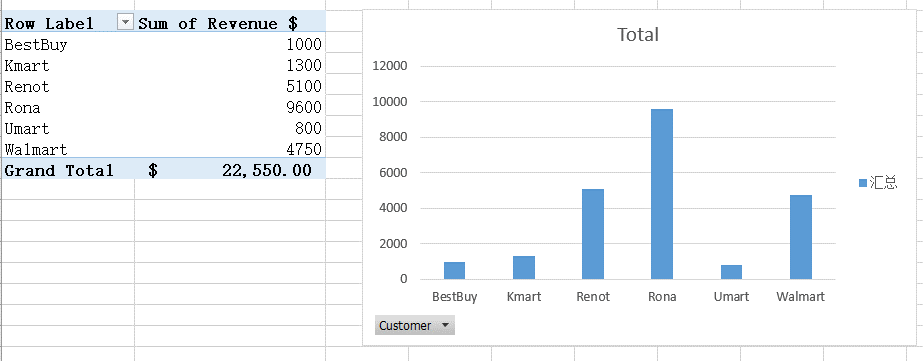 Row Label Sum of Revenue $
BestBuy 1000
Kmart 1300
Renot 5100
Rona 9600
Umart 800
Walmart 4750
Grand Total $ 22,550.00
Total
12000
10000
8000
6000
4000
2000
0
BestBuy Kmart Renot Rona Umart Walmart
汇总
Customer